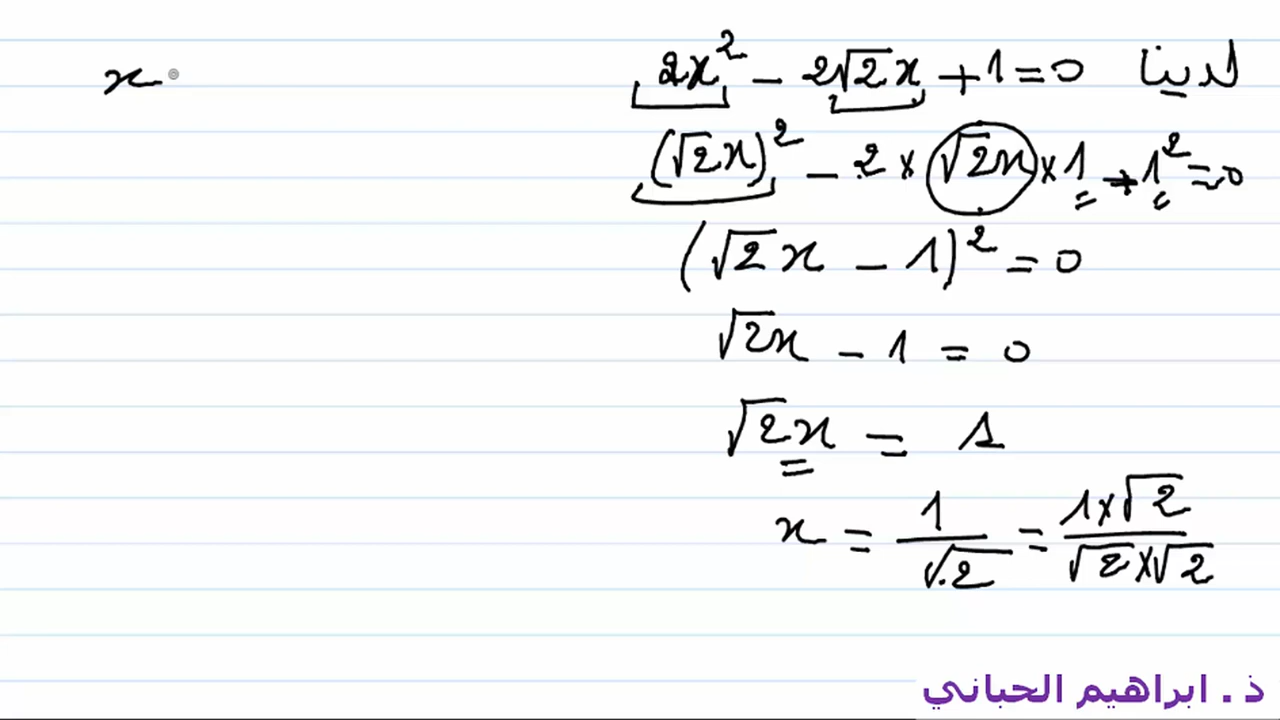 لدينا 2x² − 2√2x + 1 = 0
(√2x)² − 2 × √2x × 1 + 1² = 0
(√2x − 1)² = 0
√2x − 1 = 0
√2x = 1
x = 1/√2 = 1×√2/√2×√2
x
ذ . ابراهيم الحباني